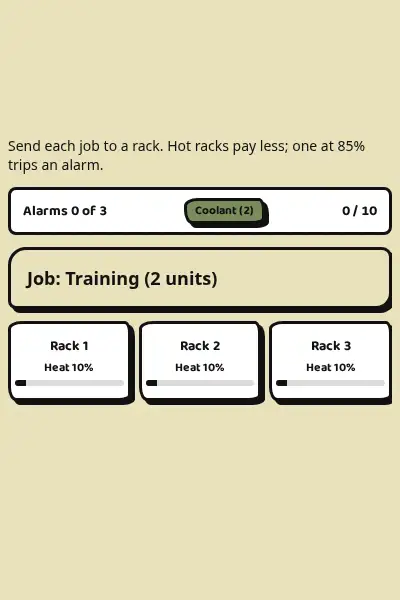 Send each job to a rack. Hot racks pay less; one at 85%
trips an alarm.
Alarms 0 of 3
Coolant (2)
0 / 10
Job: Training (2 units)
Rack 1
Heat 10%
Rack 2
Heat 10%
Rack 3
Heat 10%